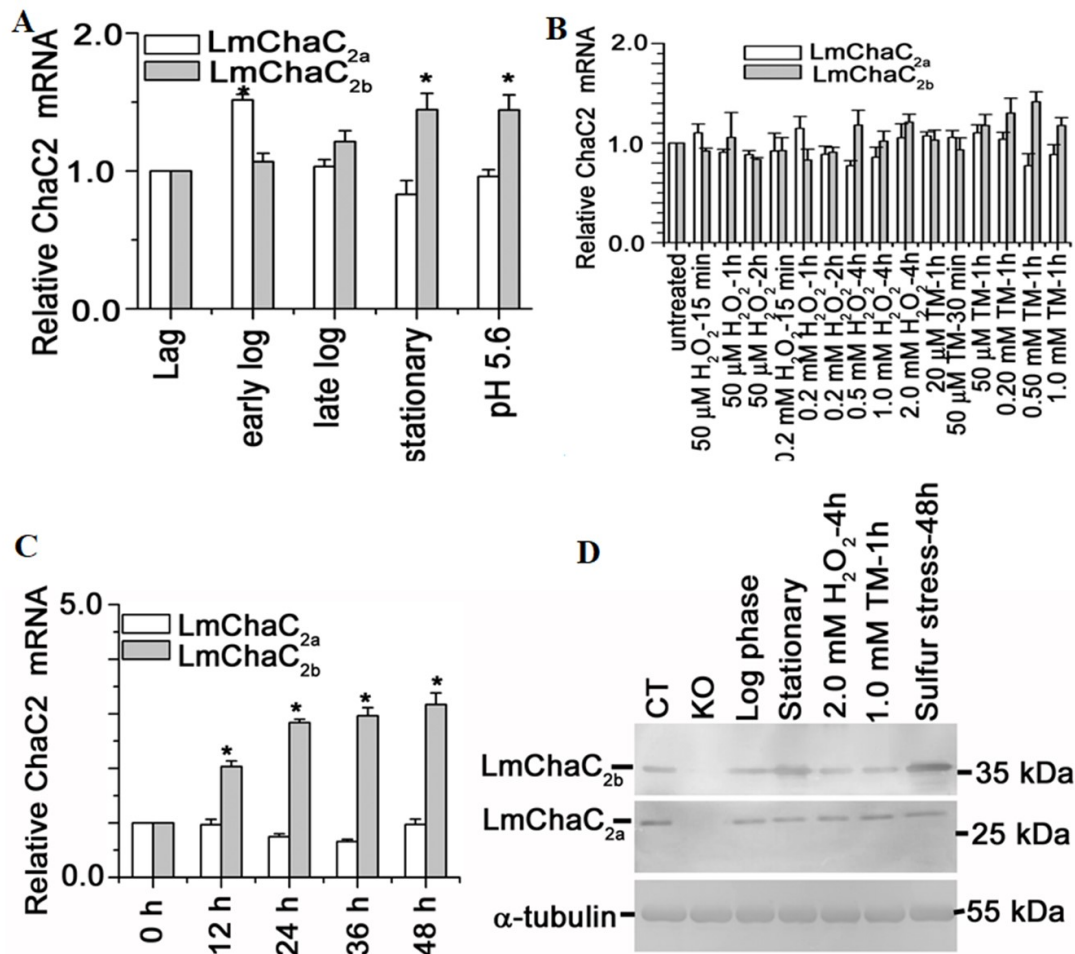 A
Relative ChaC2 mRNA
2.0
1.0
0.0
LmChaC2a
LmChaC2b
*
*
*
Lag
early log
late log
stationary
pH 5.6
B
Relative ChaC2 mRNA
2.0
1.0
0.0
LmChaC2a
LmChaC2b
untreated
50 µM H2O2-15 min
50 µM H2O2-1h
50 µM H2O2-2h
0.2 mM H2O2-15 min
0.2 mM H2O2-1h
0.2 mM H2O2-2h
0.5 mM H2O2-4h
1.0 mM H2O2-4h
2.0 mM H2O2-4h
20 µM TM-1h
50 µM TM-30 min
50 µM TM-1h
0.20 mM TM-1h
0.50 mM TM-1h
1.0 mM TM-1h
C
Relative ChaC2 mRNA
5.0
0.0
LmChaC2a
LmChaC2b
*
*
*
*
0 h
12 h
24 h
36 h
48 h
D
CT
KO
Log phase
Stationary
2.0 mM H2O2-4h
1.0 mM TM-1h
Sulfur stress-48h
LmChaC2b
35 kDa
LmChaC2a
25 kDa
α-tubulin
55 kDa